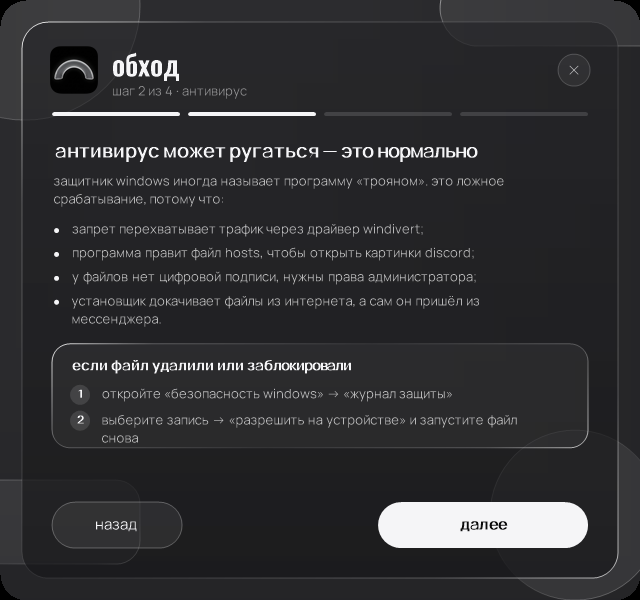 обход
шаг 2 из 4 · антивирус
антивирус может ругаться — это нормально
защитник windows иногда называет программу «трояном». это ложное
срабатывание, потому что:
• запрет перехватывает трафик через драйвер windivert;
• программа правит файл hosts, чтобы открыть картинки discord;
• у файлов нет цифровой подписи, нужны права администратора;
• установщик докачивает файлы из интернета, а сам он пришёл из
мессенджера.
если файл удалили или заблокировали
1 откройте «безопасность windows» → «журнал защиты»
2 выберите запись → «разрешить на устройстве» и запустите файл
снова
назад
далее